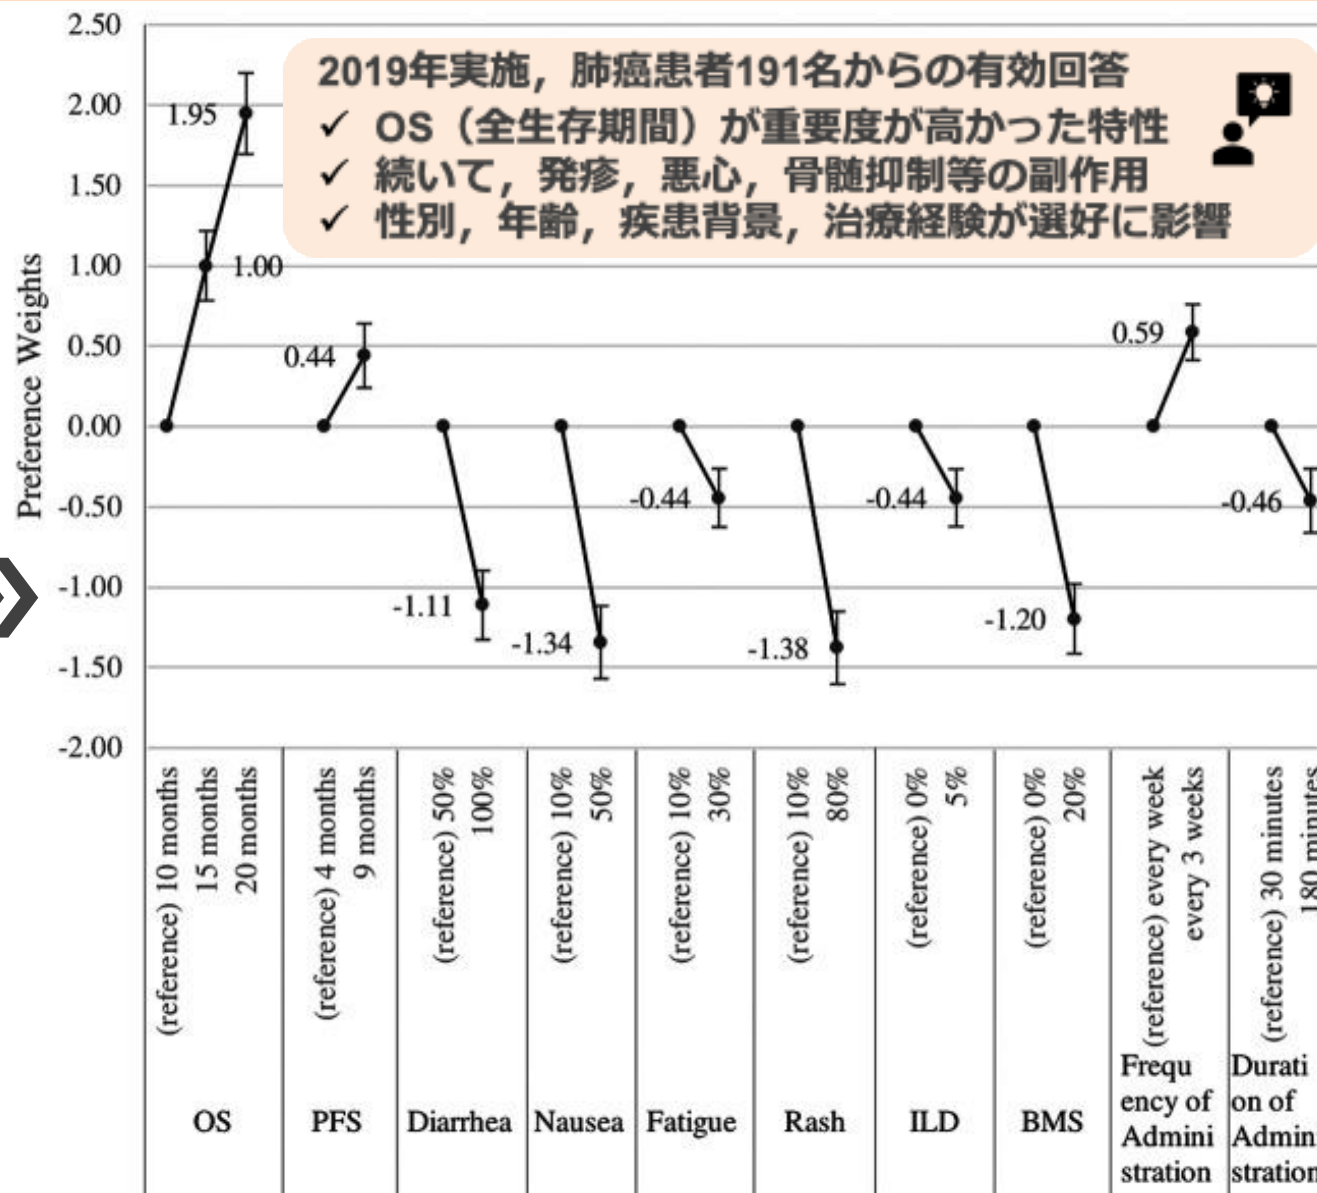 2.50
2.00
1.50
1.00
0.50
0.00
-0.50
-1.00
-1.50
-2.00
Preference Weights
2019年実施，肺癌患者191名からの有効回答
✓ OS（全生存期間）が重要度が高かった特性
✓ 続いて，発疹，悪心，骨髄抑制等の副作用
✓ 性別，年齢，疾患背景，治療経験が選好に影響
1.95
1.00
0.44
-1.11
-1.34
-0.44
-1.38
-0.44
-1.20
0.59
-0.46
(reference) 10 months
15 months
20 months
(reference) 4 months
9 months
(reference) 50%
100%
(reference) 10%
50%
(reference) 10%
30%
(reference) 10%
80%
(reference) 0%
5%
(reference) 0%
20%
(reference) every week
every 3 weeks
(reference) 30 minutes
180 minutes
OS
PFS
Diarrhea
Nausea
Fatigue
Rash
ILD
BMS
Frequ
ency of
Admini
stration
Durati
on of
Admin
stration